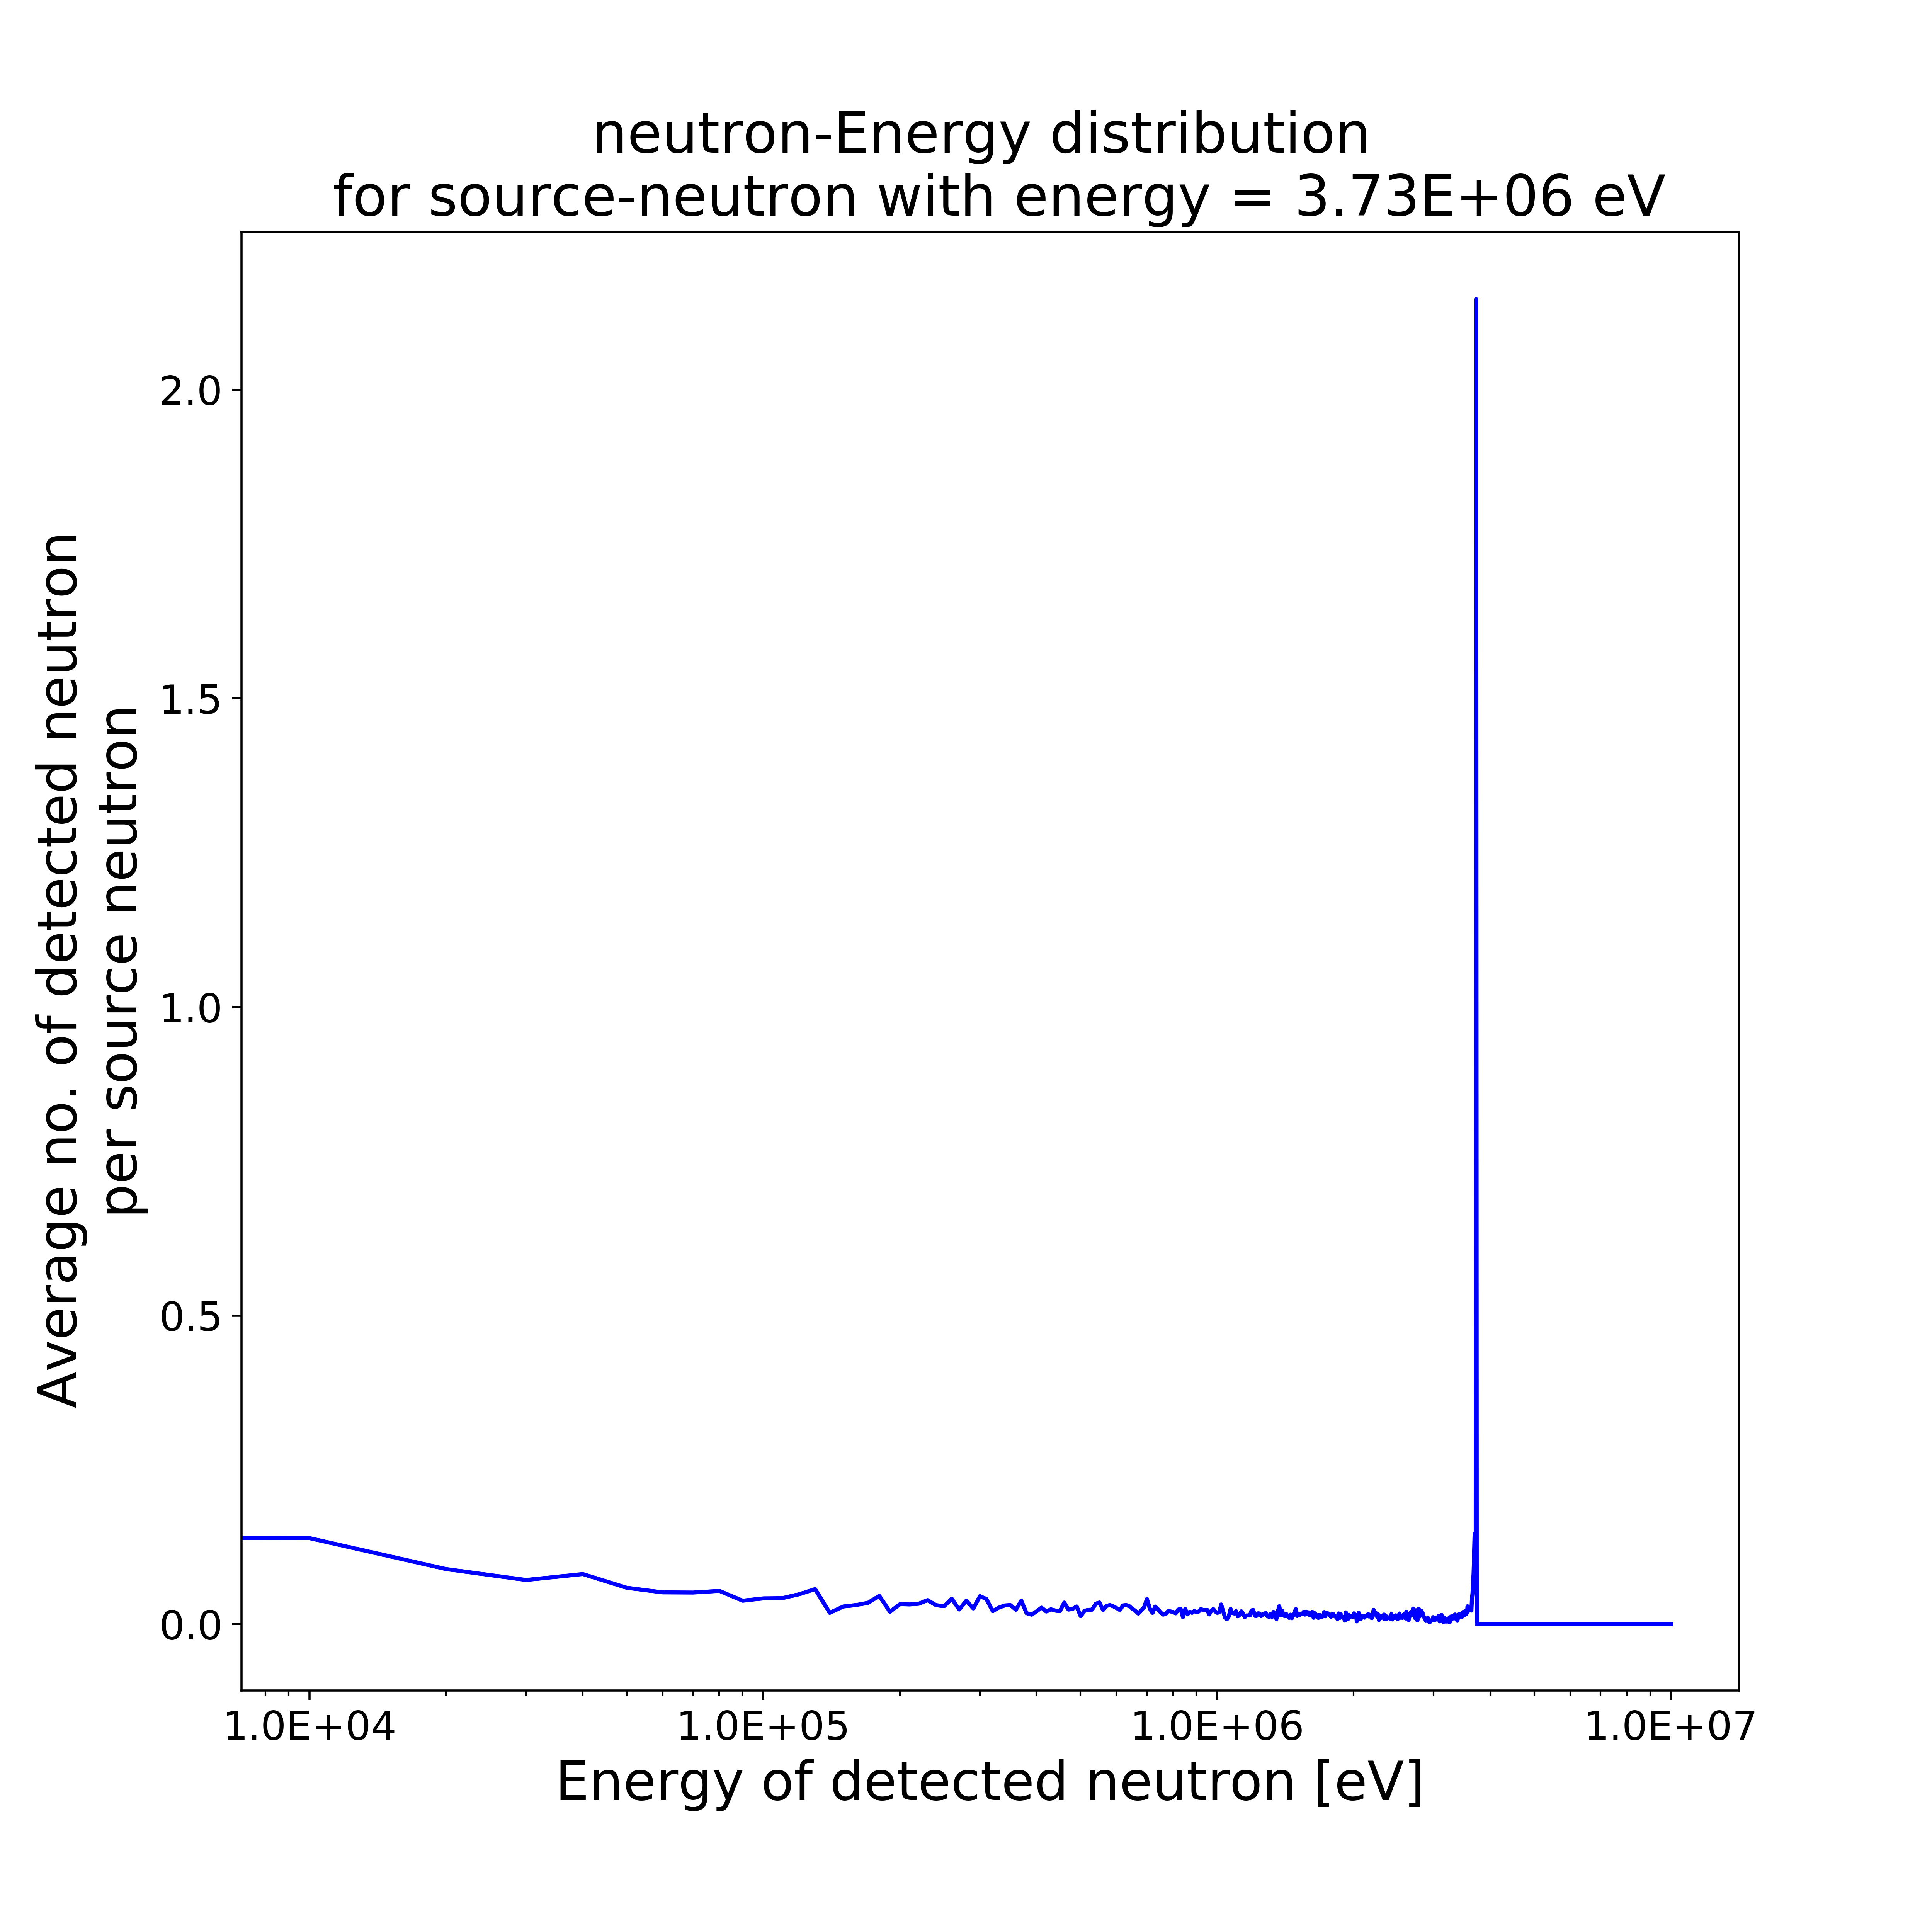 neutron-Energy distribution
for source-neutron with energy = 3.73E+06 eV
Average no. of detected neutron
per source neutron
2.0
1.5
1.0
0.5
0.0
1.0E+04
1.0E+05
1.0E+06
1.0E+07
Energy of detected neutron [eV]